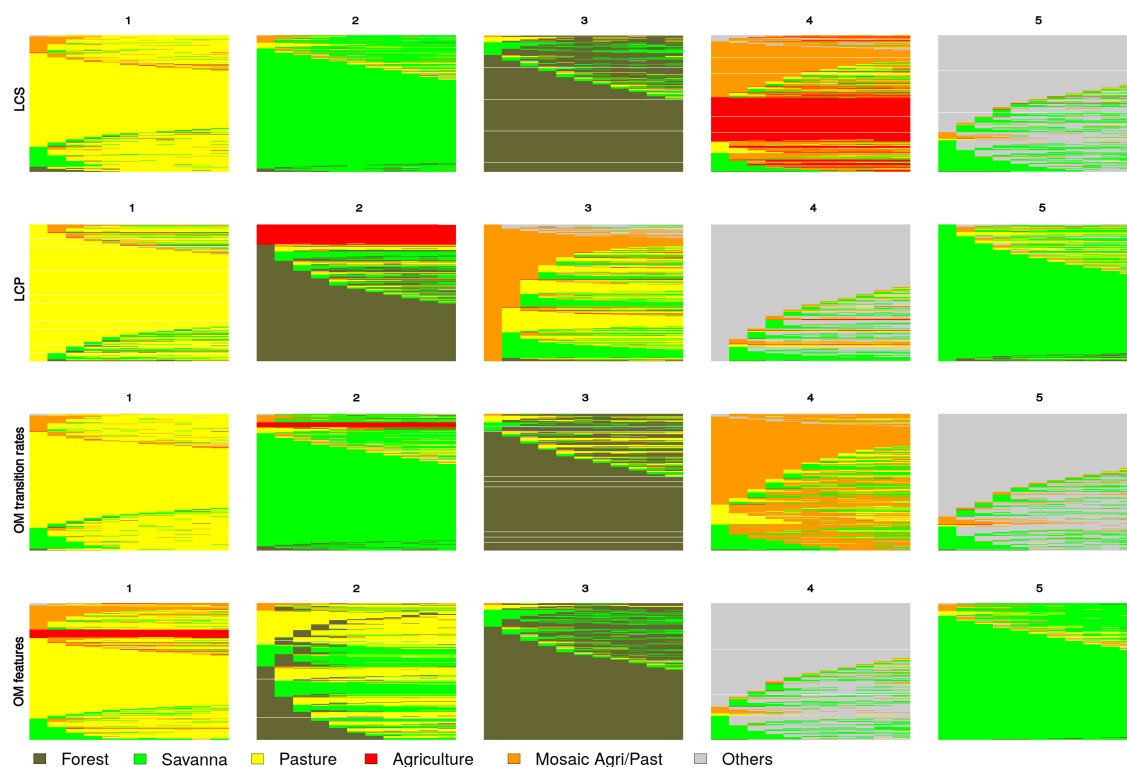 1 2 3 4 5
LCS
1 2 3 4 5
LCP
1 2 3 4 5
OM transition rates
1 2 3 4 5
OM features
Forest Savanna Pasture Agriculture Mosaic Agri/Past Others